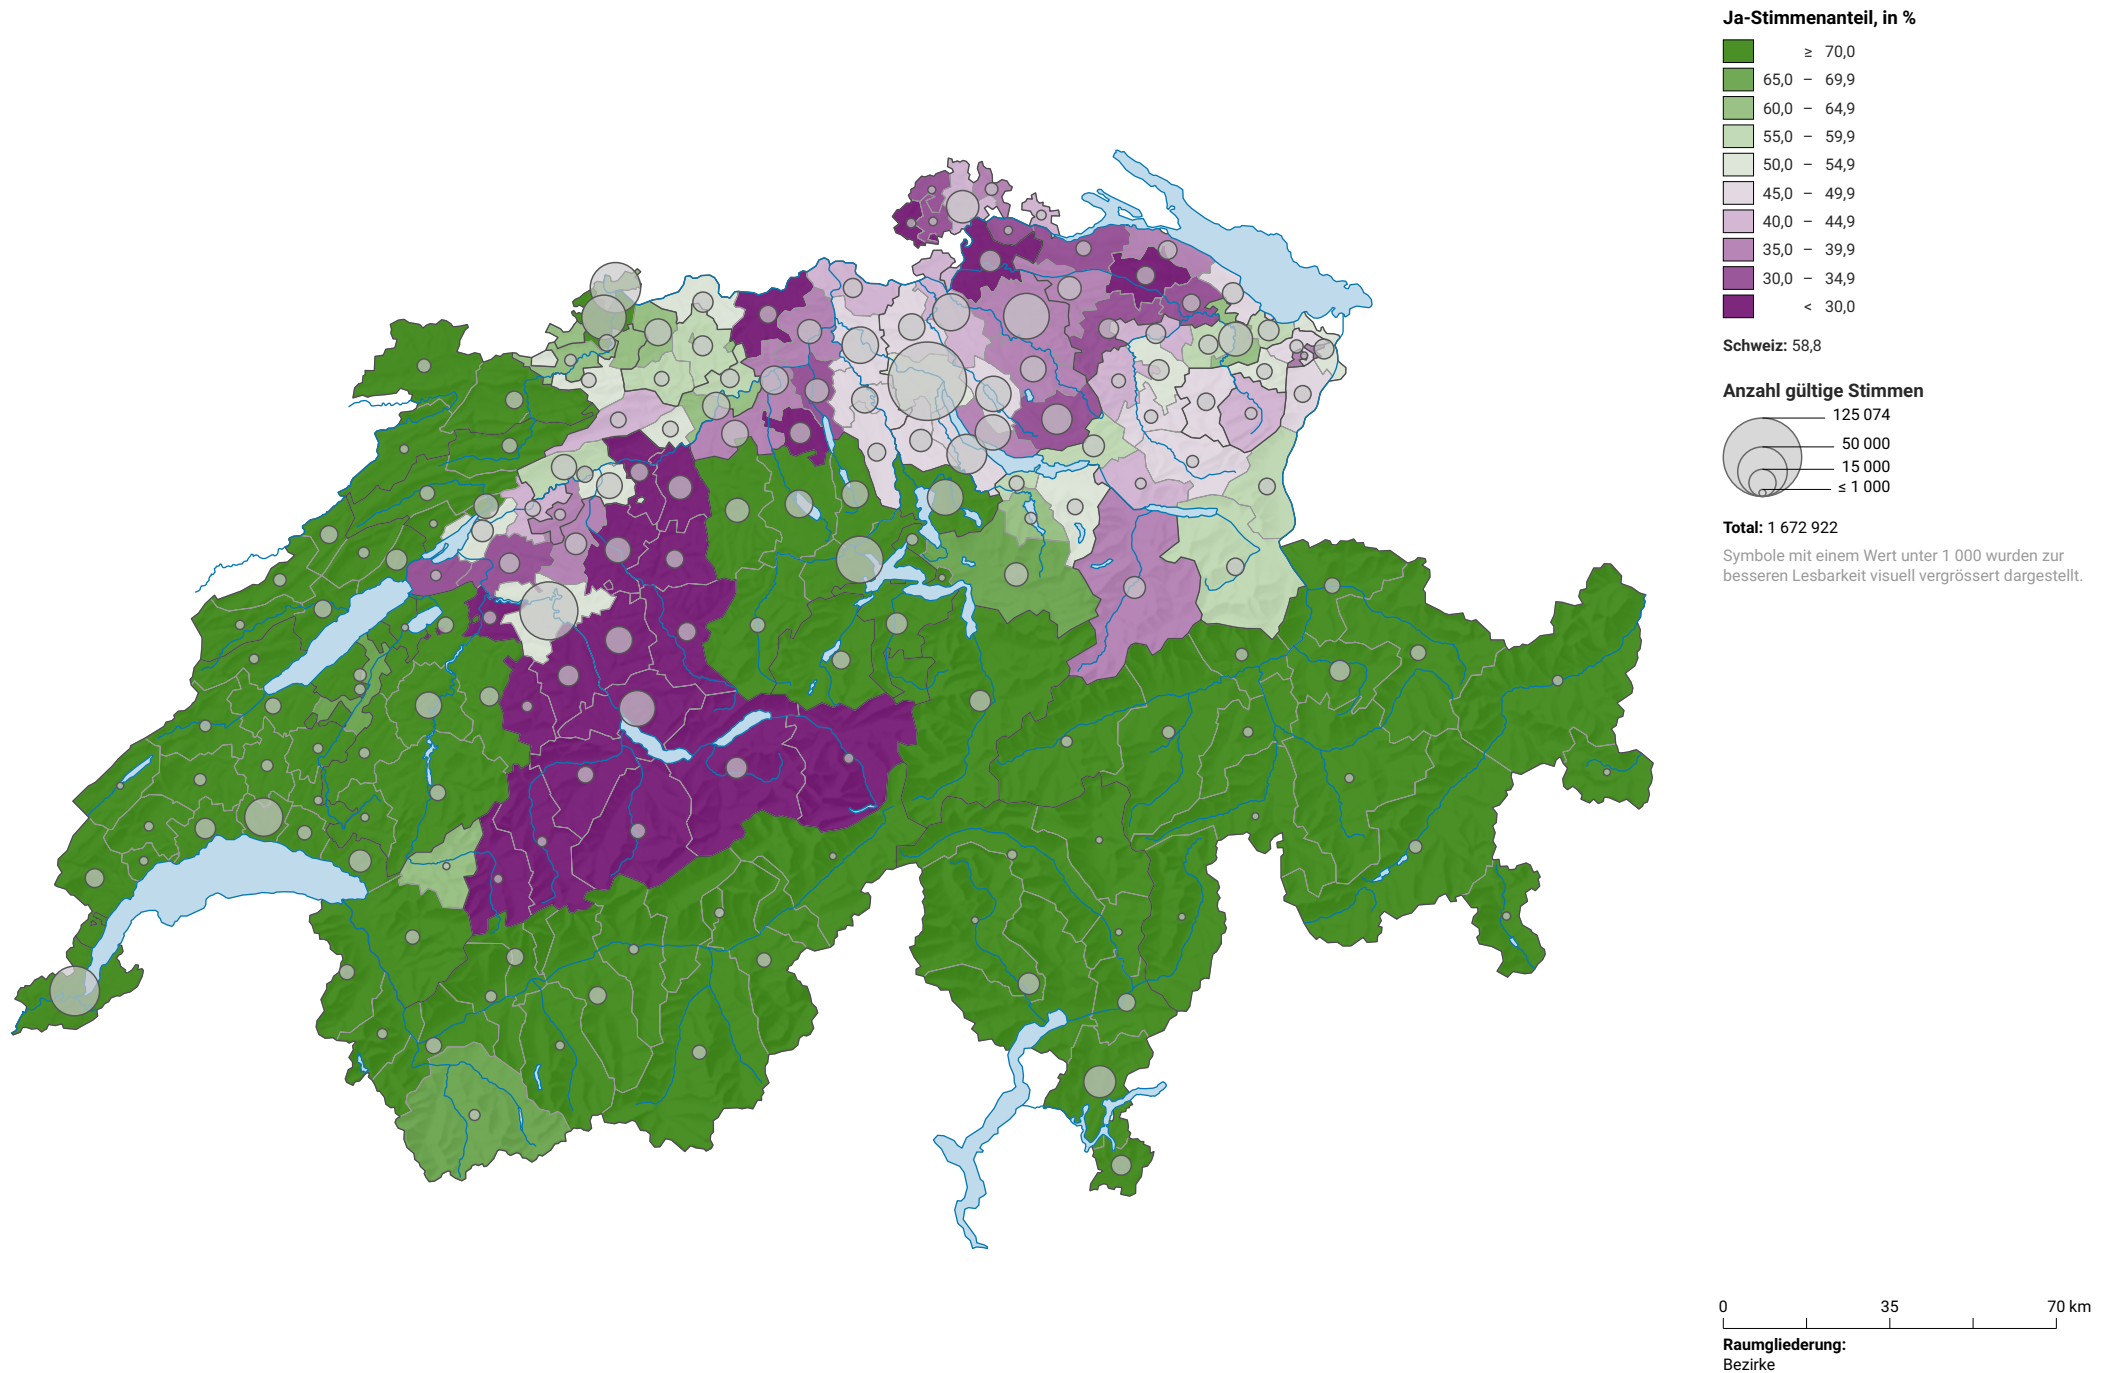 Ja-Stimmenanteil, in %
≥ 70,0
65,0 – 69,9
60,0 – 64,9
55,0 – 59,9
50,0 – 54,9
45,0 – 49,9
40,0 – 44,9
35,0 – 39,9
30,0 – 34,9
< 30,0
Schweiz: 58,8
Anzahl gültige Stimmen
125 074
50 000
15 000
≤ 1 000
Total: 1 672 922
Symbole mit einem Wert unter 1 000 wurden zur
besseren Lesbarkeit visuell vergrössert dargestellt.
0 35 70 km
Raumgliederung:
Bezirke